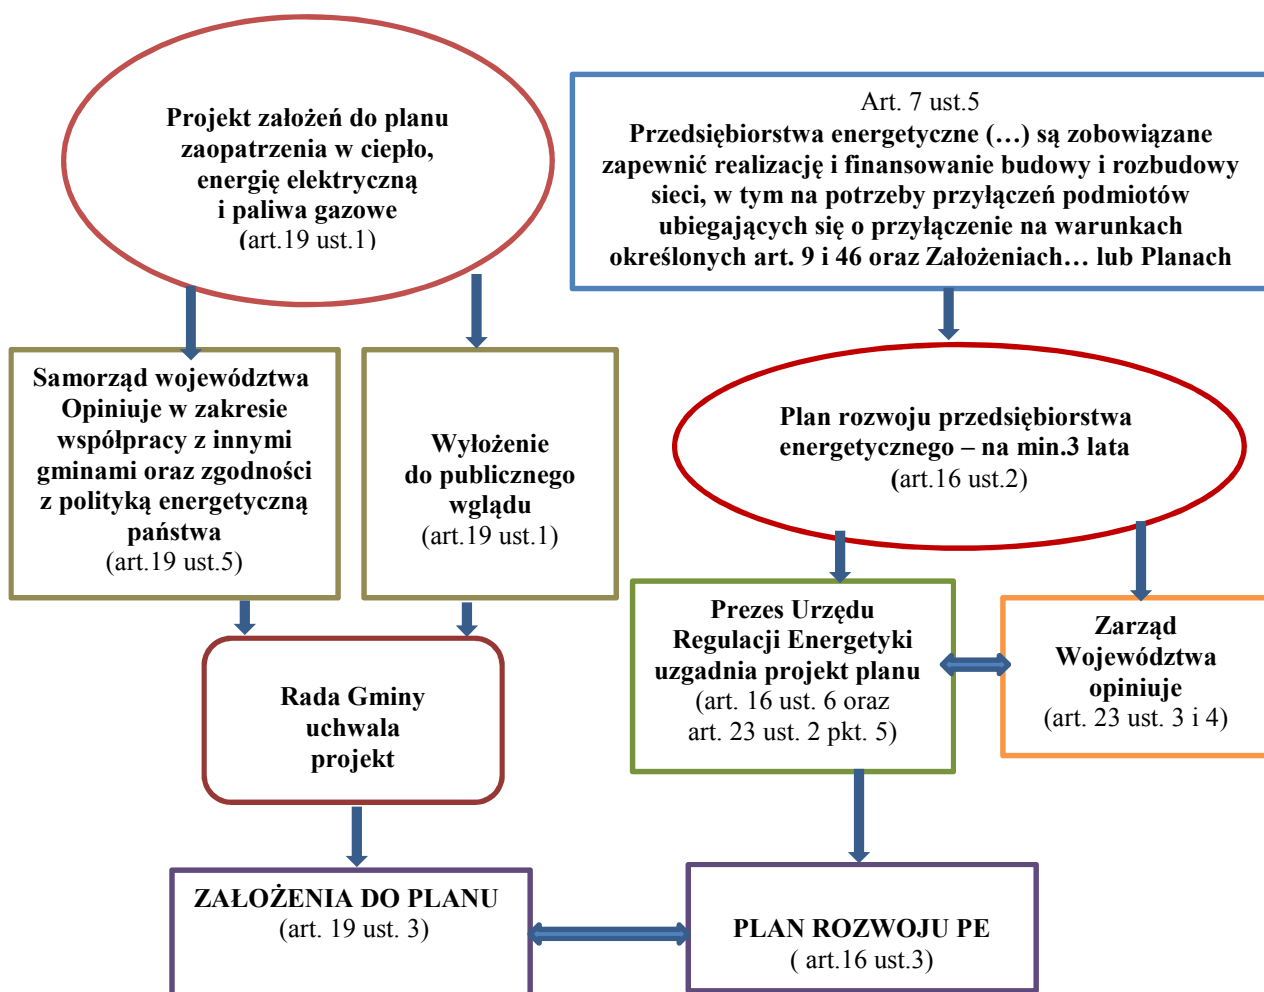 Projekt założeń do planu
zaopatrzenia w ciepło,
energię elektryczną
i paliwa gazowe
(art.19 ust.1)
Art. 7 ust.5
Przedsiębiorstwa energetyczne (…) są zobowiązane
zapewnić realizację i finansowanie budowy i rozbudowy
sieci, w tym na potrzeby przyłączeń podmiotów
ubiegających się o przyłączenie na warunkach
określonych art. 9 i 46 oraz Założeniach… lub Planach
Samorząd województwa
Opiniuje w zakresie
współpracy z innymi
gminami oraz zgodności
z polityką energetyczną
państwa
(art.19 ust.5)
Wyłożenie
do publicznego
wglądu
(art.19 ust.1)
Plan rozwoju przedsiębiorstwa
energetycznego – na min.3 lata
(art.16 ust.2)
Prezes Urzędu
Regulacji Energetyki
uzgadnia projekt planu
(art. 16 ust. 6 oraz
art. 23 ust. 2 pkt. 5)
Zarząd
Województwa
opiniuje
(art. 23 ust. 3 i 4)
Rada Gminy
uchwala
projekt
ZAŁOŻENIA DO PLANU
(art. 19 ust. 3)
PLAN ROZWOJU PE
( art.16 ust.3)